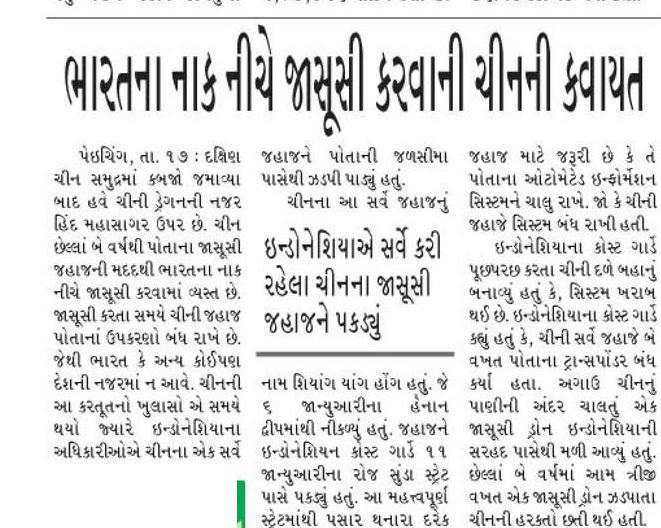 ભારતના નાક નીચે જાસૂસી કરવાની ચીનની કવાયત
પેઇચિંગ, તા. ૧૭ : દક્ષિણ
ચીન સમુદ્રમાં કબજો જમાવ્યા
બાદ હવે ચીની ડ્રેગનની નજર
હિંદ મહાસાગર ઉપર છે. ચીન
છેલ્લાં બે વર્ષથી પોતાના જાસૂસી
જહાજની મદદથી ભારતના નાક
નીચે જાસૂસી કરવામાં વ્યસ્ત છે.
જાસૂસી કરતા સમયે ચીની જહાજ
પોતાનાં ઉપકરણો બંધ રાખે છે.
જેથી ભારત કે અન્ય કોઈપણ
દેશની નજરમાં ન આવે. ચીનની
આ કરતૂતનો ખુલાસો એ સમયે
થયો જ્યારે ઇન્ડોનેશિયાના
અધિકારીઓએ ચીનના એક સર્વે
જહાજને પોતાની જળસીમા
પાસેથી ઝડપી પાડ્યું હતું.
ચીનના આ સર્વે જહાજનું
ઇન્ડોનેશિયાએ સર્વે કરી
રહેલા ચીનના જાસૂસી
જહાજને પકડ્યું
નામ શિયાંગ યાંગ હોંગ હતું. જે
૬ જાન્યુઆરીના હૈનાન
દ્વીપમાંથી નીકળ્યું હતું. જહાજને
ઇન્ડોનેશિયન કોસ્ટ ગાર્ડે ૧૧
જાન્યુઆરીના રોજ સુંડા સ્ટ્રેટ
પાસે પકડ્યું હતું. આ મહત્ત્વપૂર્ણ
સ્ટ્રેટમાંથી પસાર થનારા દરેક
જહાજ માટે જરૂરી છે કે તે
પોતાના ઓટોમેટેડ ઇન્ફોર્મેશન
સિસ્ટમને ચાલુ રાખે. જો કે ચીની
જહાજે સિસ્ટમ બંધ રાખી હતી.
ઇન્ડોનેશિયાના કોસ્ટ ગાર્ડે
પૂછપરછ કરતા ચીની દળે બહાનું
બનાવ્યું હતું કે, સિસ્ટમ ખરાબ
થઈ છે. ઇન્ડોનેશિયાના કોસ્ટ ગાર્ડે
કહ્યું હતું કે, ચીની સર્વે જહાજે બે
વખત પોતાના ટ્રાન્સપોંડર બંધ
કર્યા હતા. અગાઉ ચીનનું
પાણીની અંદર ચાલતું એક
જાસૂસી ડ્રોન ઇન્ડોનેશિયાની
સરહદ પાસેથી મળી આવ્યું હતું.
છેલ્લાં બે વર્ષમાં આમ ત્રીજી
વખત એક જાસૂસી ડ્રોન ઝડપાતા
ચીનની હરકતો છતી થઈ હતી.